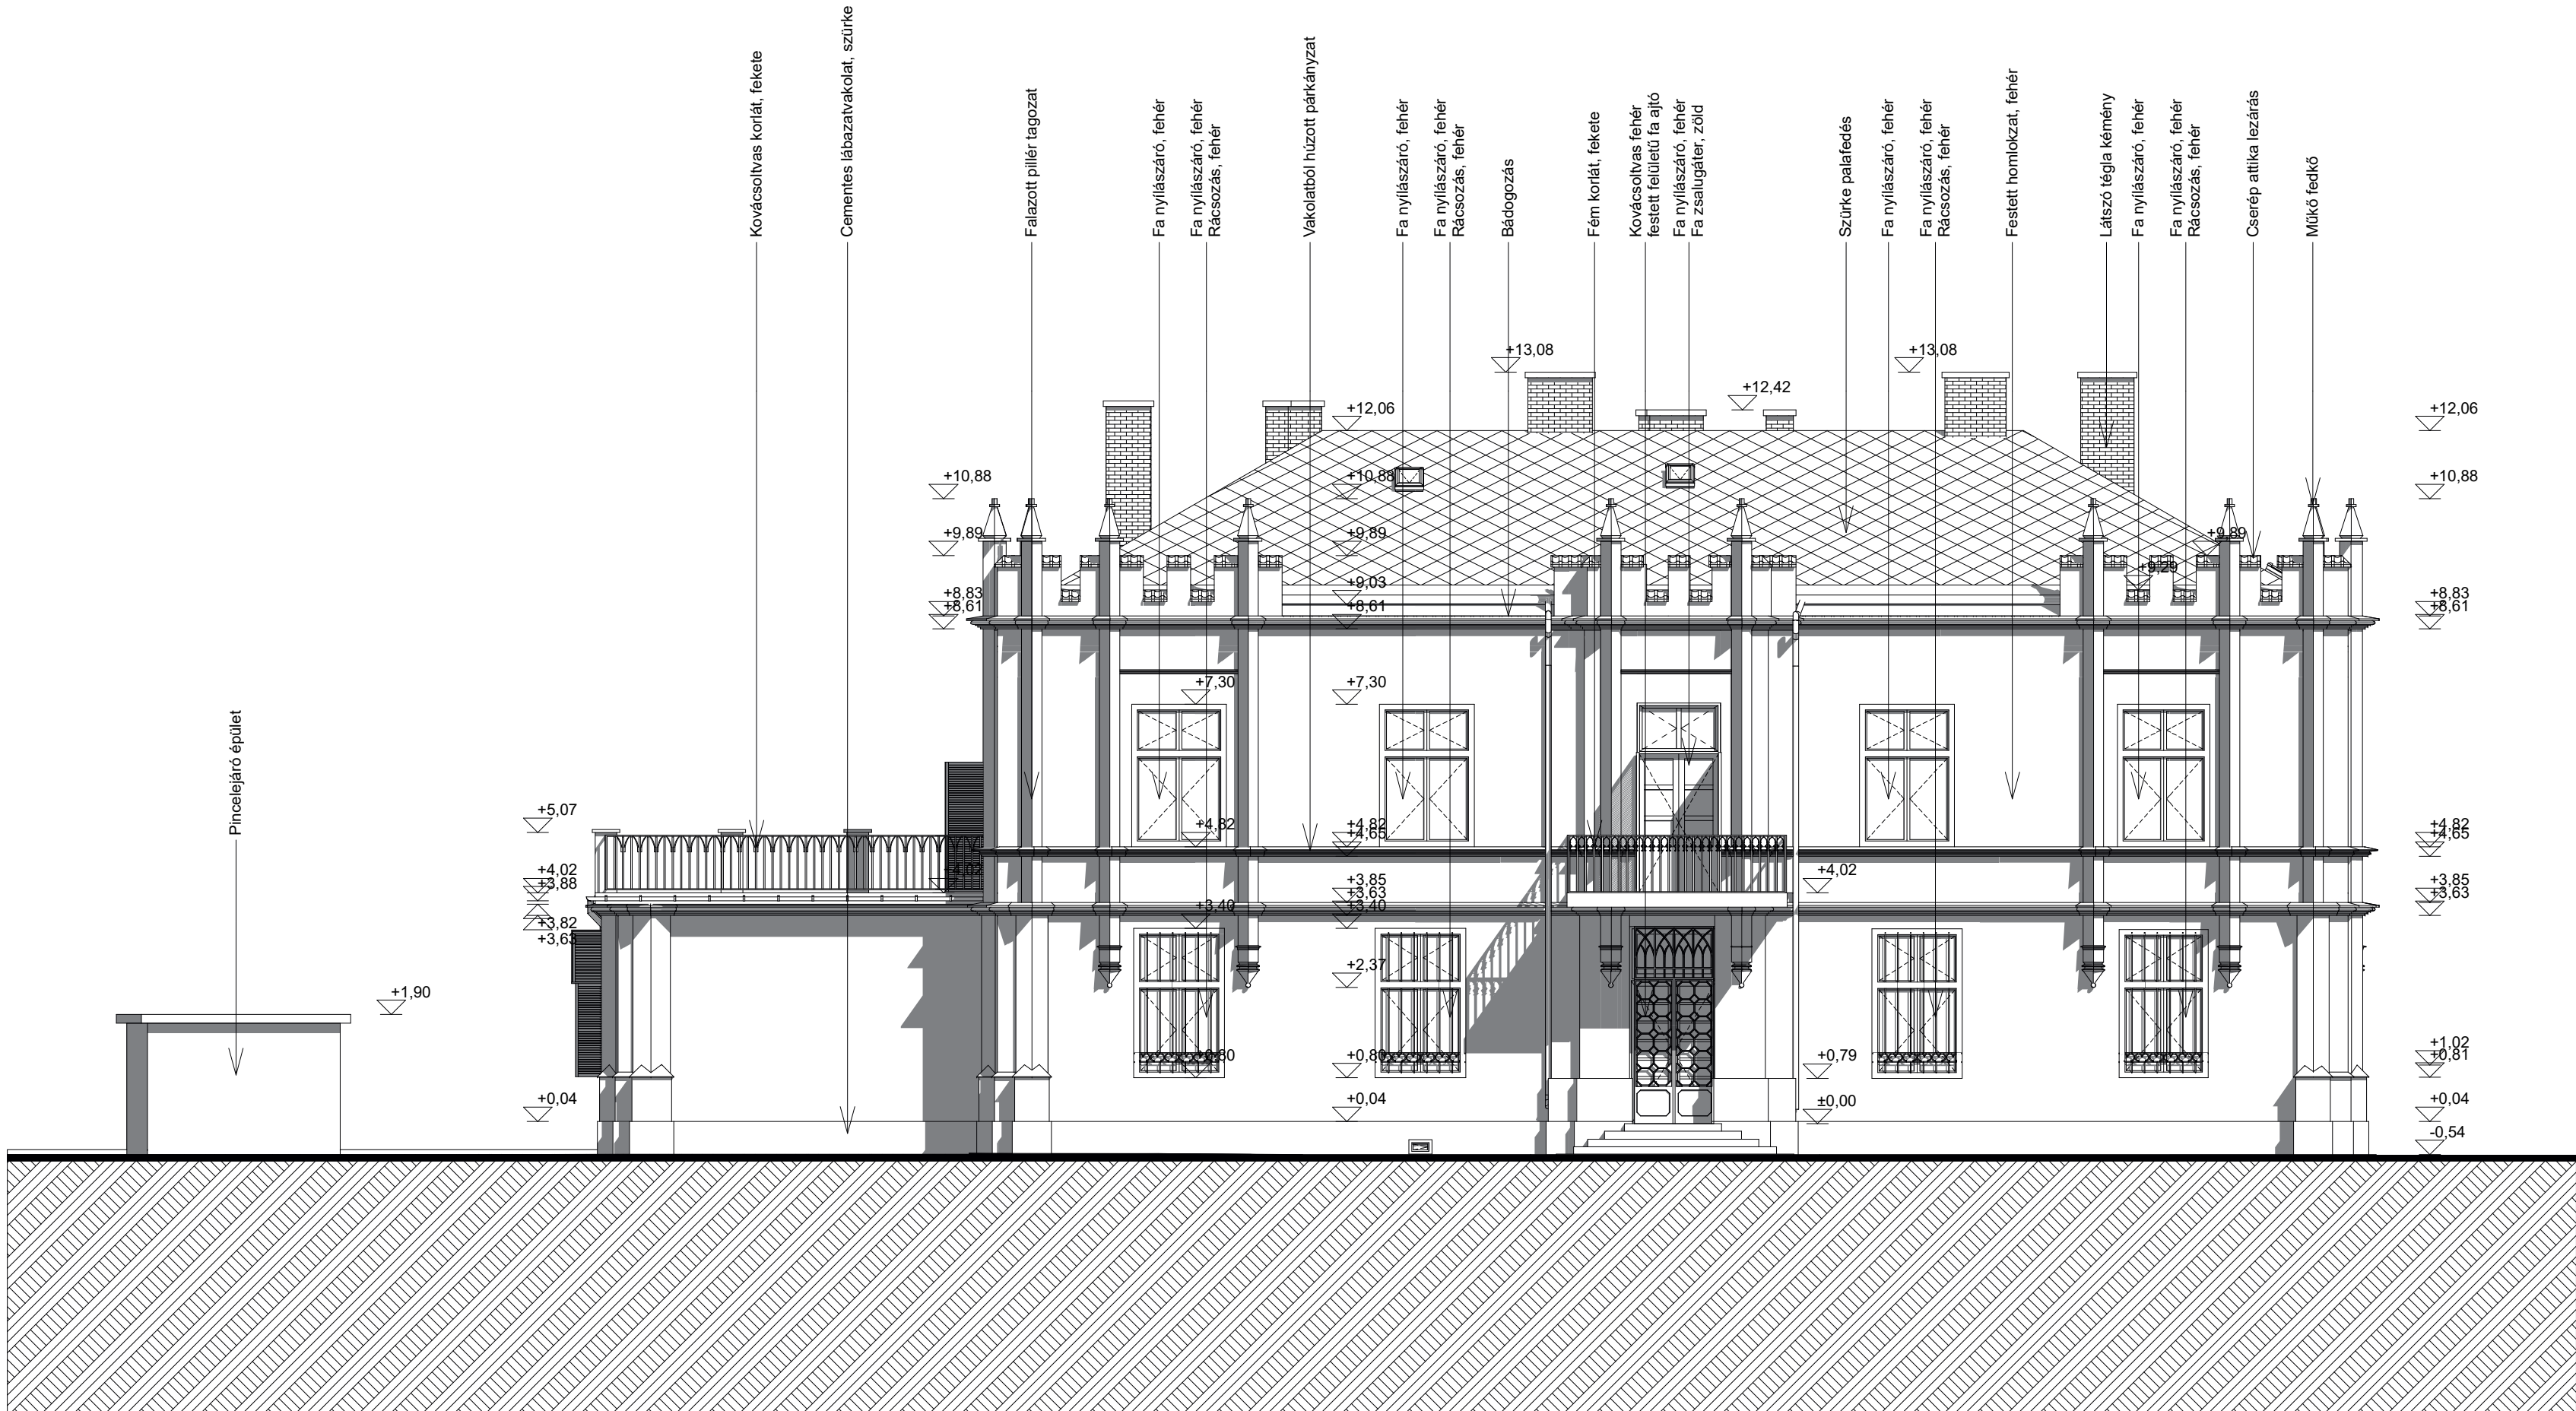 Kovácsoltvas korlát, fekete
Cementes lábazatvakolat, szürke
Falazott pillér tagozat
Fa nyílászáró, fehér
Fa nyílászáró, fehér
Rácsozás, fehér
Vakolatból húzott párkányzat
Fa nyílászáró, fehér
Fa nyílászáró, fehér
Rácsozás, fehér
Bádogozás
Fém korlát, fekete
Kovácsoltvas fehér
festett felületű fa ajtó
Fa nyílászáró, fehér
Fa zsalugáter, zöld
Szürke palafedés
Fa nyílászáró, fehér
Fa nyílászáró, fehér
Rácsozás, fehér
Festett homlokzat, fehér
Látszó tégla kémény
Fa nyílászáró, fehér
Fa nyílászáró, fehér
Rácsozás, fehér
Cserép attika lezárás
Műkő fedkő
Pincelejáró épület
+13,08
+13,08
+12,42
+12,06
+12,06
+10,88
+10,88
+10,88
+9,89
+9,89
+9,89
+9,29
+9,03
+8,83
+8,61
+8,61
+8,83
+8,61
+7,30
+7,30
+5,07
+4,82
+4,82
+4,65
+4,82
+4,65
+4,02
+3,88
+4,02
+4,02
+3,85
+3,63
+3,40
+3,40
+3,85
+3,63
+3,82
+3,63
+2,37
+1,90
+0,80
+0,80
+0,79
+1,02
+0,81
+0,04
+0,04
±0,00
+0,04
-0,54